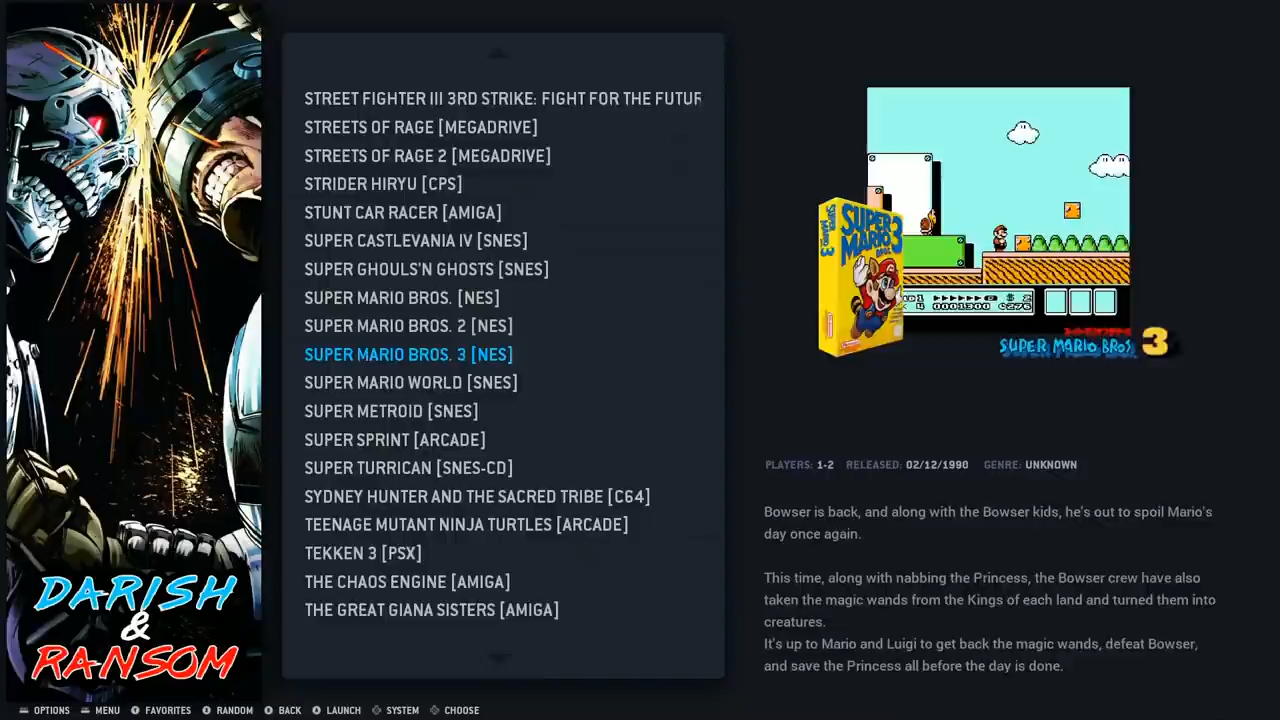 STREET FIGHTER III 3RD STRIKE: FIGHT FOR THE FUTUR
STREETS OF RAGE [MEGADRIVE]
STREETS OF RAGE 2 [MEGADRIVE]
STRIDER HIRYU [CPS]
STUNT CAR RACER [AMIGA]
SUPER CASTLEVANIA IV [SNES]
SUPER GHOULS'N GHOSTS [SNES]
SUPER MARIO BROS. [NES]
SUPER MARIO BROS. 2 [NES]
SUPER MARIO BROS. 3 [NES]
SUPER MARIO WORLD [SNES]
SUPER METROID [SNES]
SUPER SPRINT [ARCADE]
SUPER TURRICAN [SNES-CD]
SYDNEY HUNTER AND THE SACRED TRIBE [C64]
TEENAGE MUTANT NINJA TURTLES [ARCADE]
TEKKEN 3 [PSX]
THE CHAOS ENGINE [AMIGA]
THE GREAT GIANA SISTERS [AMIGA]
DARISH
&
RANSOM
SUPER
MARIO BROS. 3
SUPER MARIO BROS. 3
PLAYERS: 1-2 RELEASED: 02/12/1990 GENRE: UNKNOWN
Bowser is back, and along with the Bowser kids, he's out to spoil Mario's
day once again.
This time, along with nabbing the Princess, the Bowser crew have also
taken the magic wands from the Kings of each land and turned them into
creatures.
It's up to Mario and Luigi to get back the magic wands, defeat Bowser,
and save the Princess all before the day is done.
OPTIONS MENU FAVORITES RANDOM BACK LAUNCH SYSTEM CHOOSE